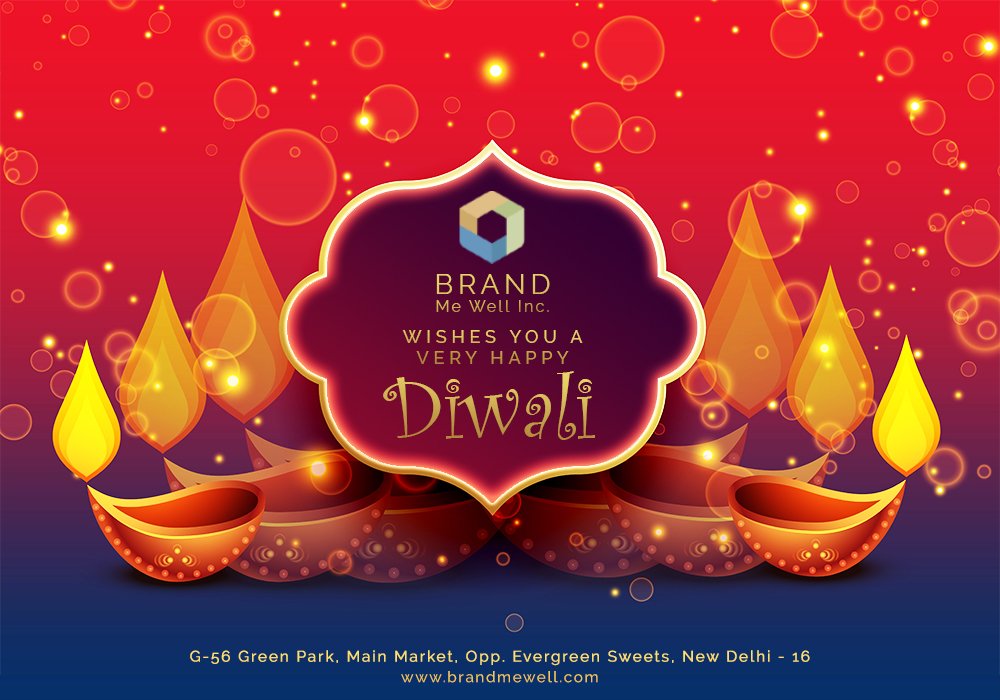 BRAND
Me Well Inc.
WISHES YOU A
VERY HAPPY
Diwali
G-56 Green Park, Main Market, Opp. Evergreen Sweets, New Delhi - 16
www.brandmewell.com